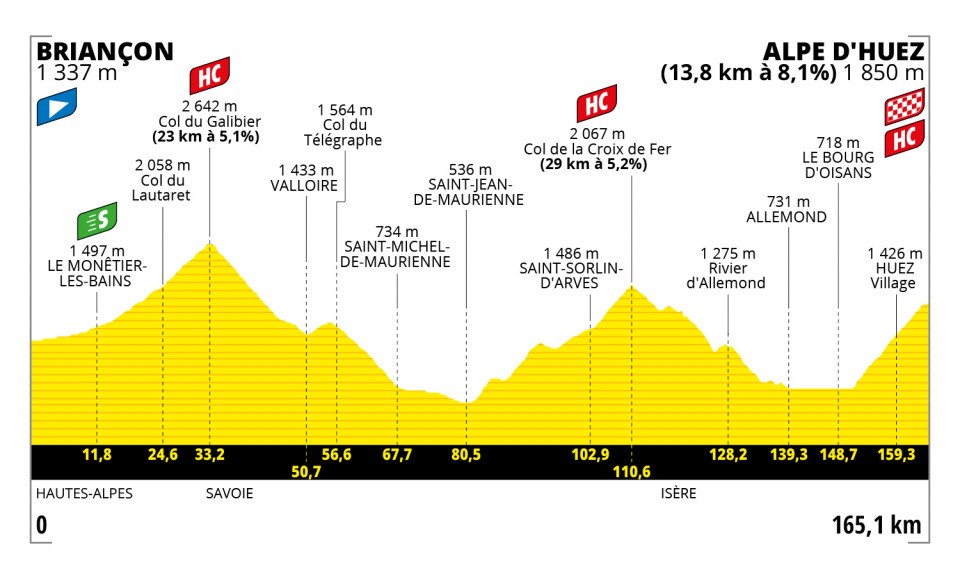 BRIANÇON
1 337 m
ALPE D'HUEZ
(13,8 km à 8,1%) 1 850 m
HC
2 642 m
Col du Galibier
(23 km à 5,1%)
1 564 m
Col du
Télégraphe
HC
2 067 m
Col de la Croix de Fer
(29 km à 5,2%)
HC
718 m
LE BOURG
D'OISANS
2 058 m
Col du
Lautaret
1 433 m
VALLOIRE
536 m
SAINT-JEAN-
DE-MAURIENNE
731 m
ALLEMOND
S
1 497 m
LE MONÊTIER-
LES-BAINS
734 m
SAINT-MICHEL-
DE-MAURIENNE
1 486 m
SAINT-SORLIN-
D'ARVES
1 275 m
Rivier
d'Allemond
1 426 m
HUEZ
Village
11,8 24,6 33,2 56,6 67,7 80,5 102,9 128,2 139,3 148,7 159,3
50,7 110,6
HAUTES-ALPES SAVOIE ISÈRE
0 165,1 km